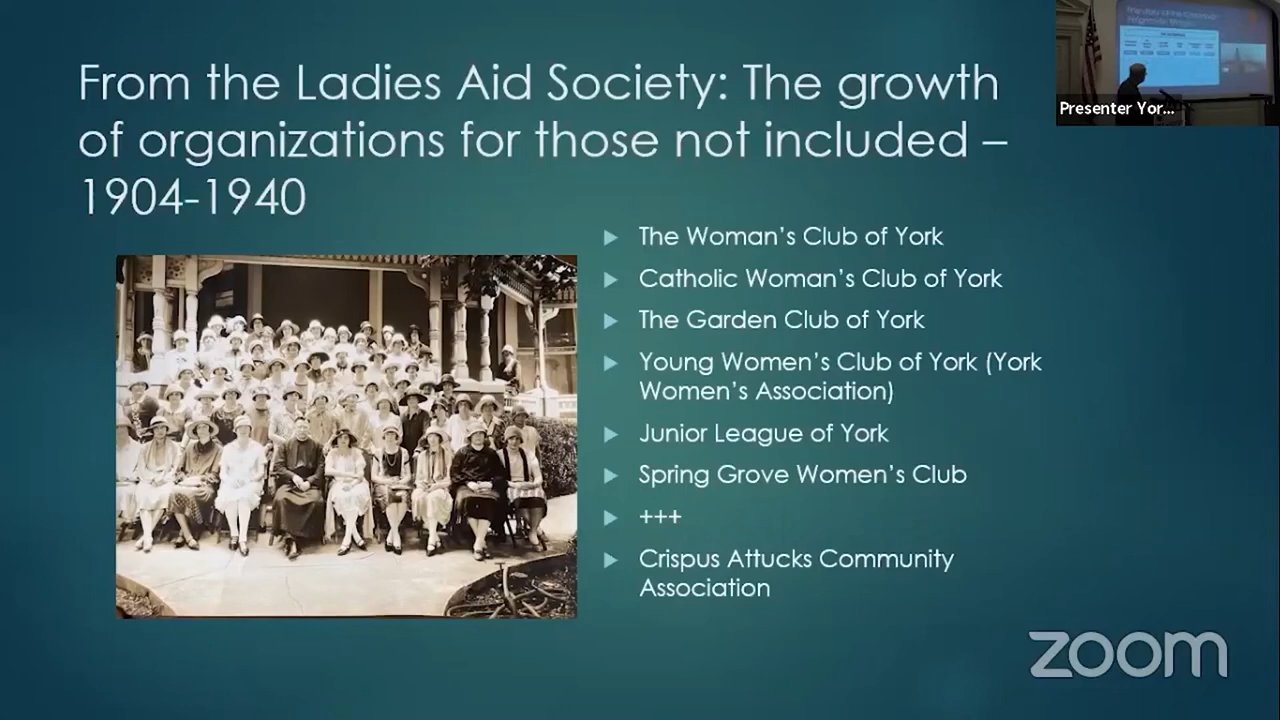 From the Ladies Aid Society: The growth
of organizations for those not included –
1904-1940
The Woman's Club of York
Catholic Woman's Club of York
The Garden Club of York
Young Women's Club of York (York
Women's Association)
Junior League of York
Spring Grove Women's Club
+++
Crispus Attucks Community
Association
Presenter Yor...
zoom